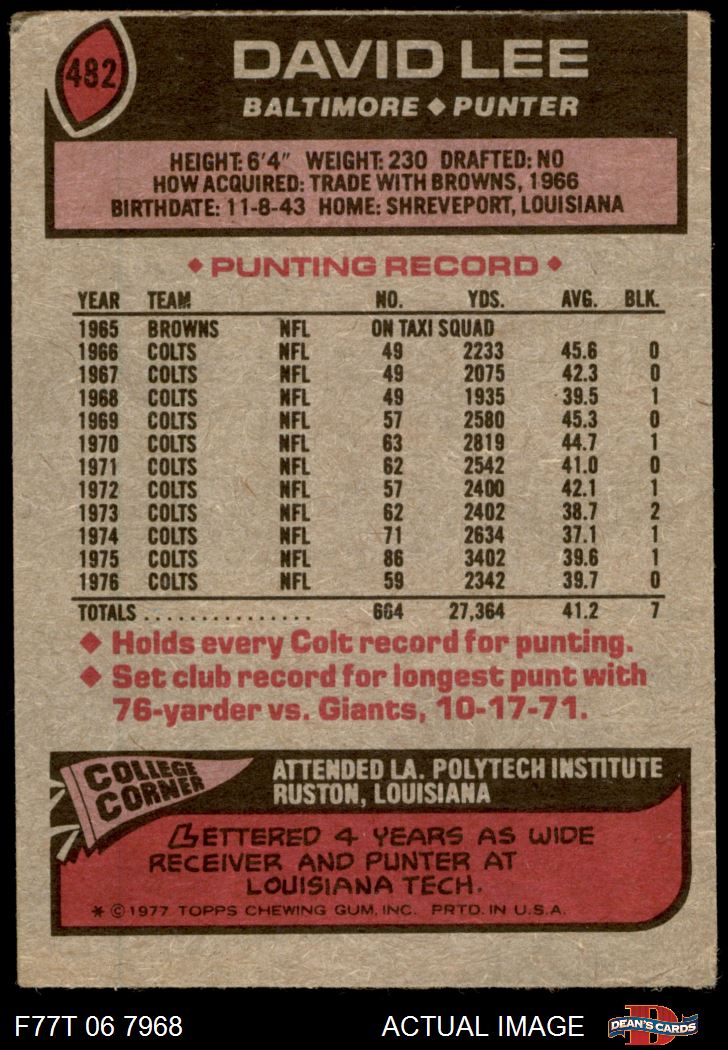 482
DAVID LEE
BALTIMORE ◆ PUNTER
HEIGHT: 6'4" WEIGHT: 230 DRAFTED: NO
HOW ACQUIRED: TRADE WITH BROWNS, 1966
BIRTHDATE: 11-8-43 HOME: SHREVEPORT, LOUISIANA
◆ PUNTING RECORD ◆
YEAR TEAM NO. YDS. AVG. BLK.
1965 BROWNS NFL ON TAXI SQUAD
1966 COLTS NFL 49 2233 45.6 0
1967 COLTS NFL 49 2075 42.3 0
1968 COLTS NFL 49 1935 39.5 1
1969 COLTS NFL 57 2580 45.3 0
1970 COLTS NFL 63 2819 44.7 1
1971 COLTS NFL 62 2542 41.0 0
1972 COLTS NFL 57 2400 42.1 1
1973 COLTS NFL 62 2402 38.7 2
1974 COLTS NFL 71 2634 37.1 1
1975 COLTS NFL 86 3402 39.6 1
1976 COLTS NFL 59 2342 39.7 0
TOTALS ............... 664 27,364 41.2 7
◆ Holds every Colt record for punting.
◆ Set club record for longest punt with
76-yarder vs. Giants, 10-17-71.
COLLEGE
CORNER
ATTENDED LA. POLYTECH INSTITUTE
RUSTON, LOUISIANA
LETTERED 4 YEARS AS WIDE
RECEIVER AND PUNTER AT
LOUISIANA TECH.
* © 1977 TOPPS CHEWING GUM, INC. PRTD. IN U.S.A.
F77T 06 7968 ACTUAL IMAGE
D
DEAN'S CARDS